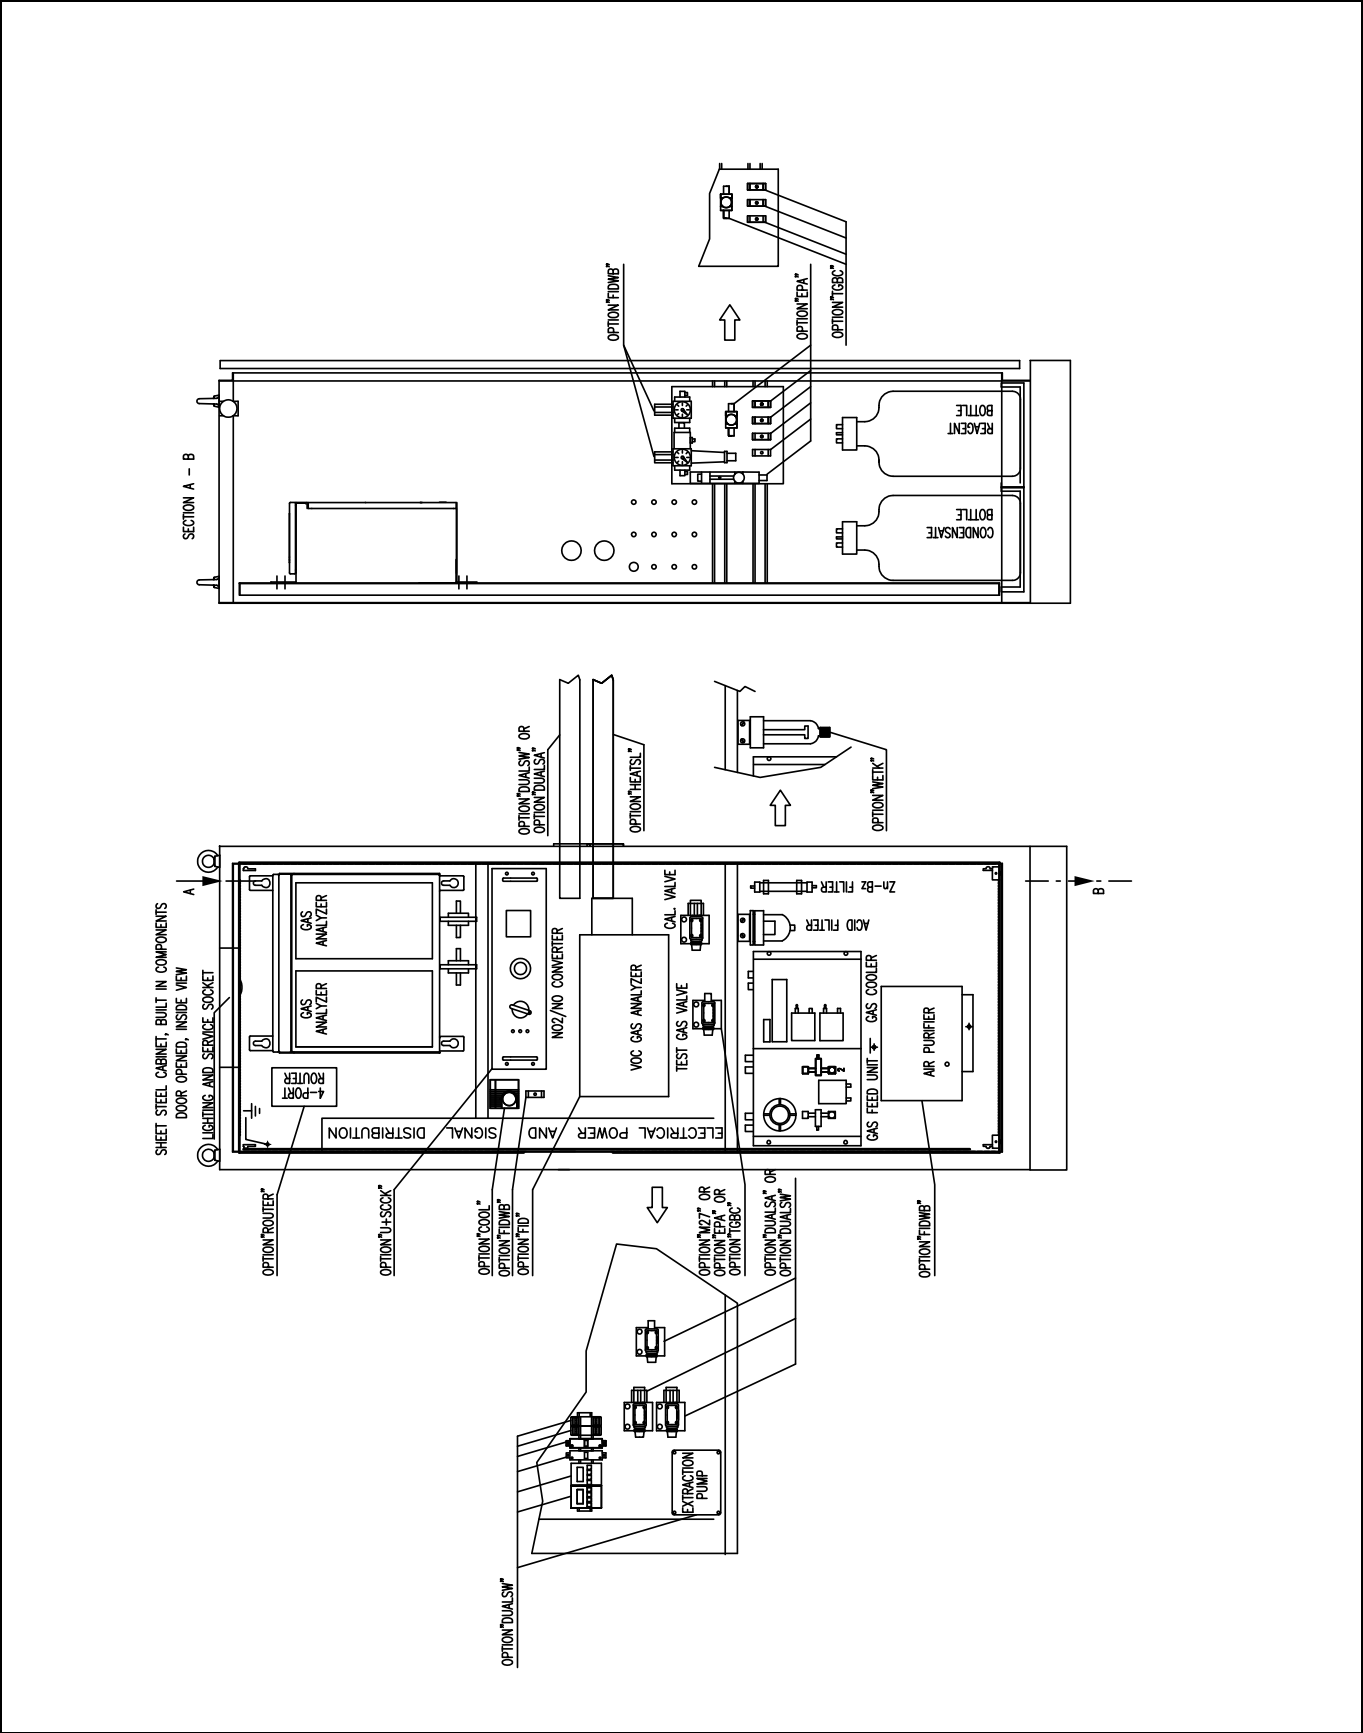 SHEET STEEL CABINET, BUILT IN COMPONENTS
DOOR OPENED, INSIDE VIEW
LIGHTING AND SERVICE SOCKET
A
SECTION A - B
OPTION"ROUTER"
4-PORT
ROUTER
GAS
ANALYZER
GAS
ANALYZER
OPTION"U+SCCK"
ELECTRICAL POWER AND SIGNAL DISTRIBUTION
OPTION"COOL"
OPTION"FIDWB"
OPTION"FID"
NO2/NO CONVERTER
VOC GAS ANALYZER
OPTION"DUALSW" OR
OPTION"DUALSA"
OPTION"HEATSL"
CAL. VALVE
TEST GAS VALVE
OPTION"DUALSW"
EXTRACTION
PUMP
OPTION"M27" OR
OPTION"EPA" OR
OPTION"TGBC"
OPTION"DUALSA" OR
OPTION"DUALSW"
Zn-Bz FILTER
ACID FILTER
2
GAS FEED UNIT
GAS COOLER
AIR PURIFIER
OPTION"WETK"
OPTION"FIDWB"
B
OPTION"FIDWB"
OPTION"EPA"
OPTION"TGBC"
CONDENSATE
BOTTLE
REAGENT
BOTTLE